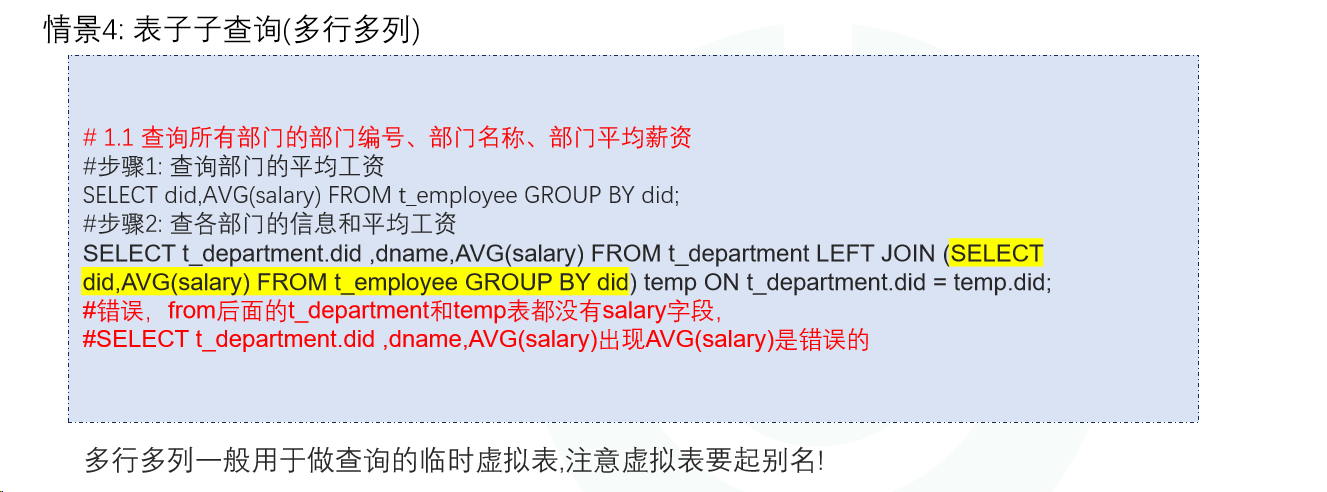 情景4: 表子子查询(多行多列)
# 1.1 查询所有部门的部门编号、部门名称、部门平均薪资
#步骤1: 查询部门的平均工资
SELECT did,AVG(salary) FROM t_employee GROUP BY did;
#步骤2: 查各部门的信息和平均工资
SELECT t_department.did ,dname,AVG(salary) FROM t_department LEFT JOIN (SELECT
did,AVG(salary) FROM t_employee GROUP BY did) temp ON t_department.did = temp.did;
#错误，from后面的t_department和temp表都没有salary字段,
#SELECT t_department.did ,dname,AVG(salary)出现AVG(salary)是错误的
多行多列一般用于做查询的临时虚拟表,注意虚拟表要起别名!